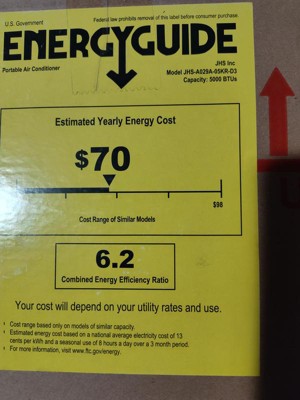 U.S. Government
Federal law prohibits removal of this label before consumer purchase.
ENERGYGUIDE
Portable Air Conditioner
JHS Inc
Model JHS-A029A-05KR-D3
Capacity: 5000 BTUs
Estimated Yearly Energy Cost
$70
$98
Cost Range of Similar Models
6.2
Combined Energy Efficiency Ratio
Your cost will depend on your utility rates and use.
Cost range based only on models of similar capacity.
Estimated energy cost based on a national average electricity cost of 13
cents per kWh and a seasonal use of 8 hours a day over a 3 month period.
For more information, visit www.ftc.gov/energy.